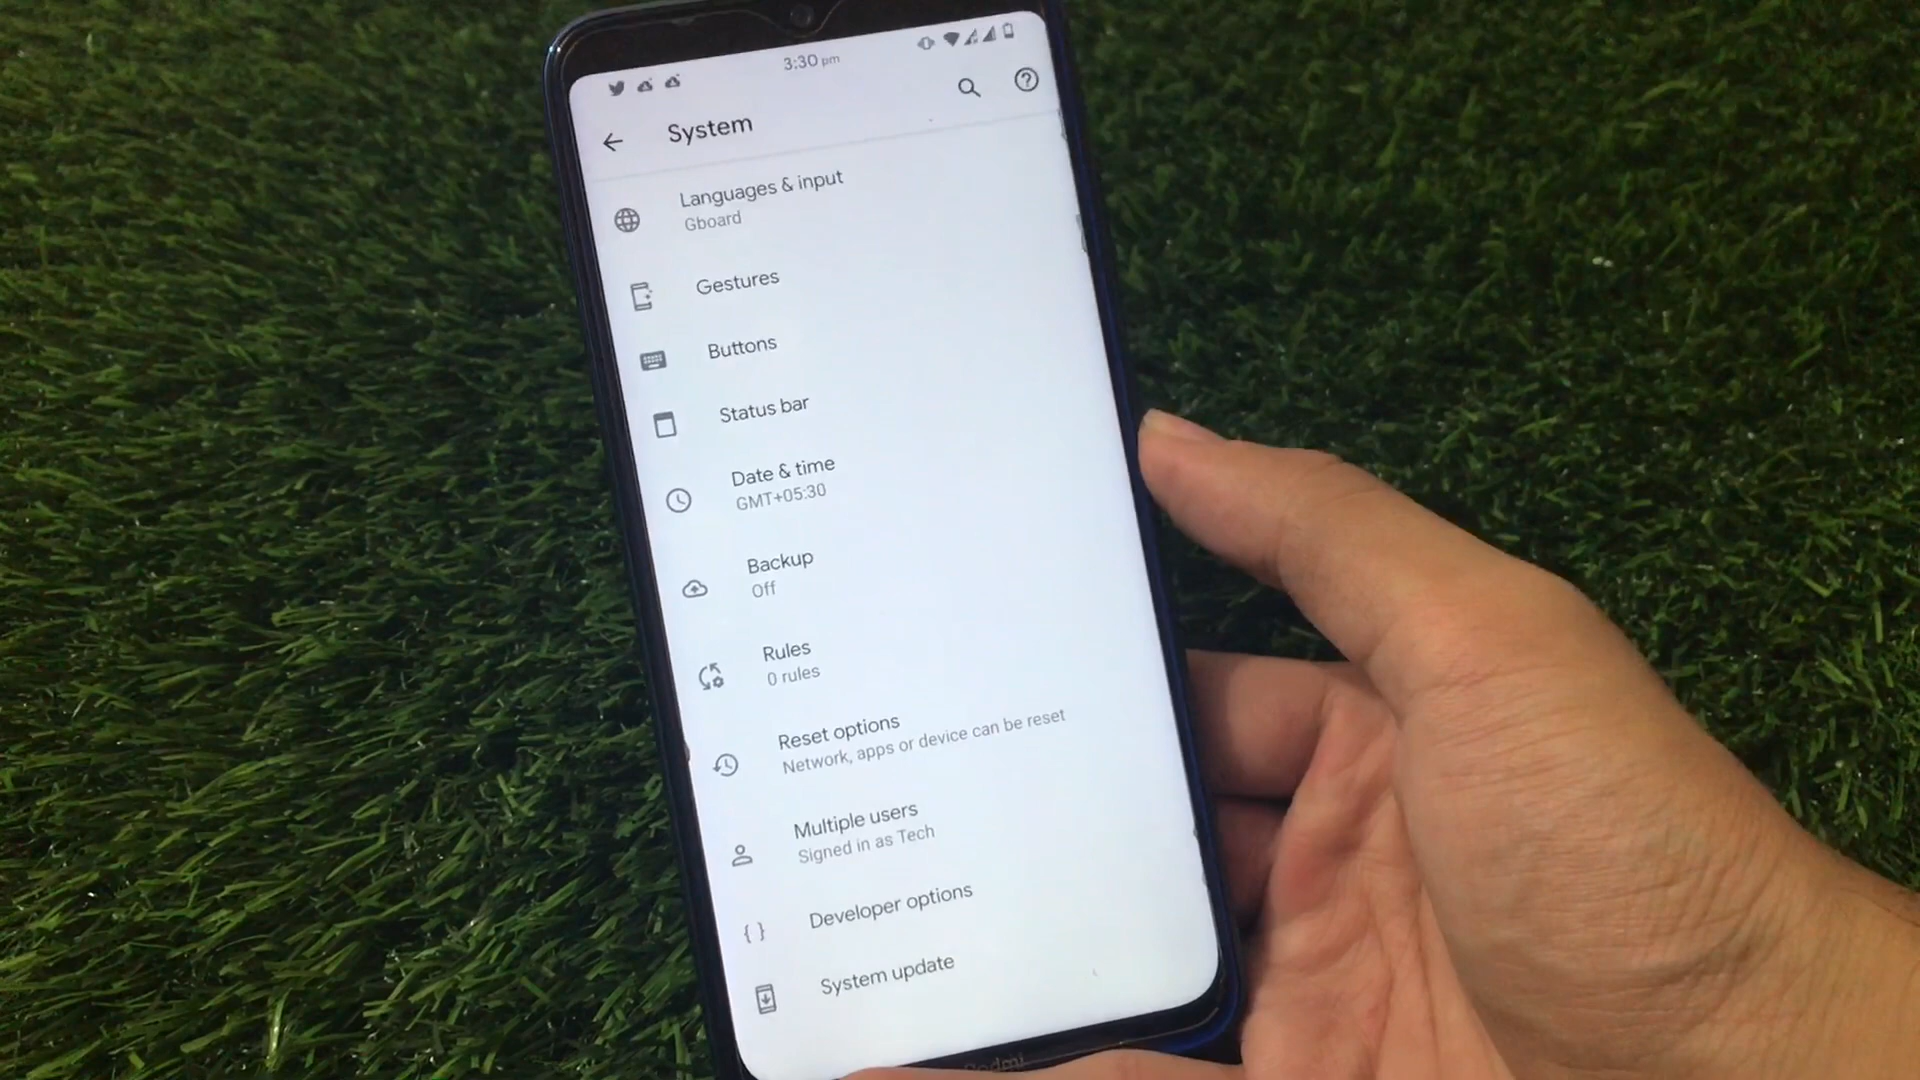 3:30 pm
System
Languages & input
Gboard
Gestures
Buttons
Status bar
Date & time
GMT+05:30
Backup
Off
Rules
0 rules
Reset options
Network, apps or device can be reset
Multiple users
Signed in as Tech
{ } Developer options
System update
Redmi